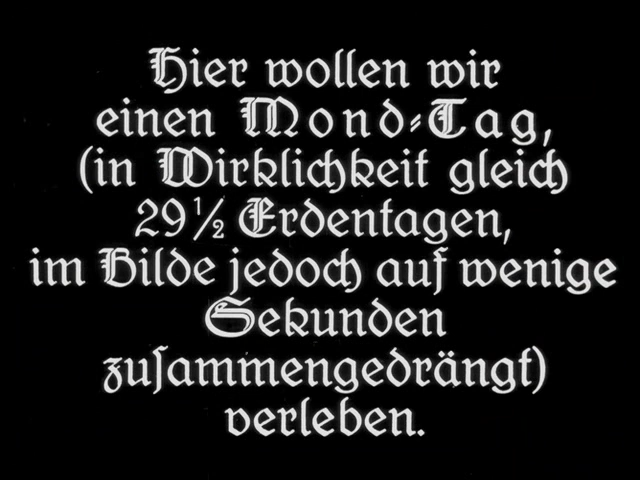 Hier wollen wir
einen Mond-Tag,
(in Wirklichkeit gleich
29½ Erdentagen,
im Bilde jedoch auf wenige
Sekunden
zuſammengedrängt)
verleben.